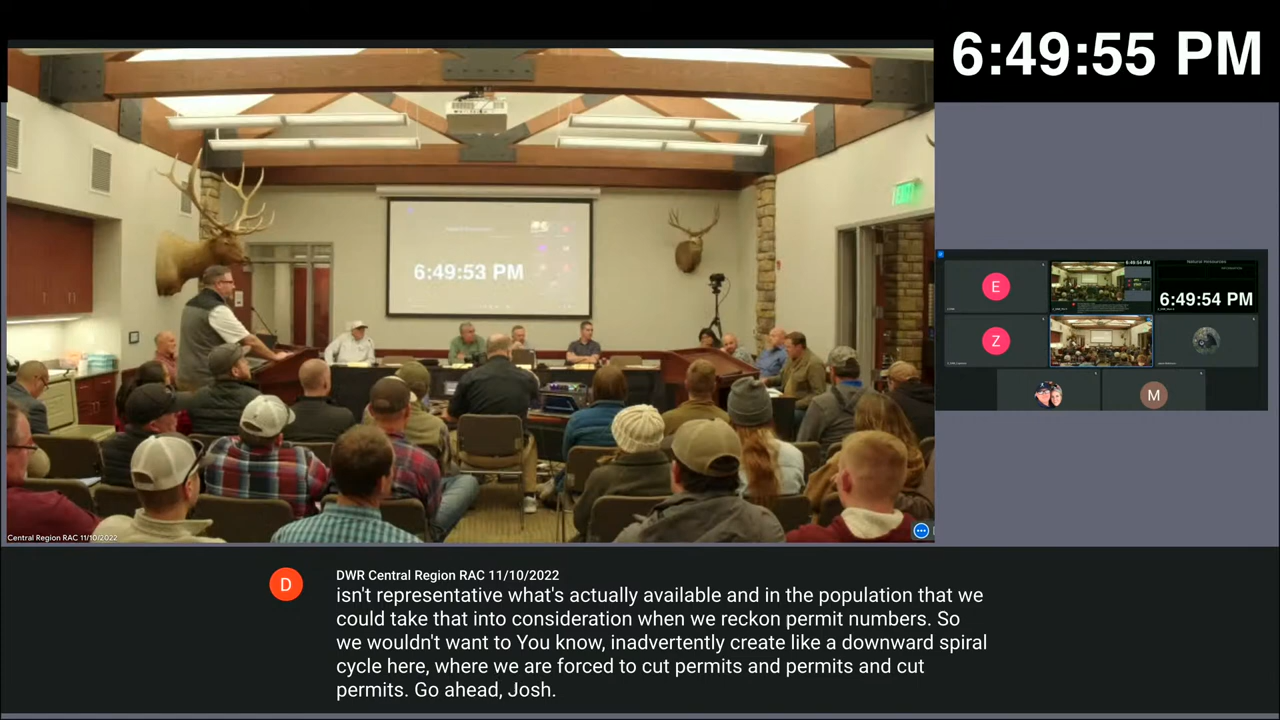 6:49:55 PM
EXIT
6:49:53 PM
E
6:49:54 PM
Z
M
Central Region RAC 11/10/2022
D
DWR Central Region RAC 11/10/2022
isn't representative what's actually available and in the population that we
could take that into consideration when we reckon permit numbers. So
we wouldn't want to You know, inadvertently create like a downward spiral
cycle here, where we are forced to cut permits and permits and cut
permits. Go ahead, Josh.